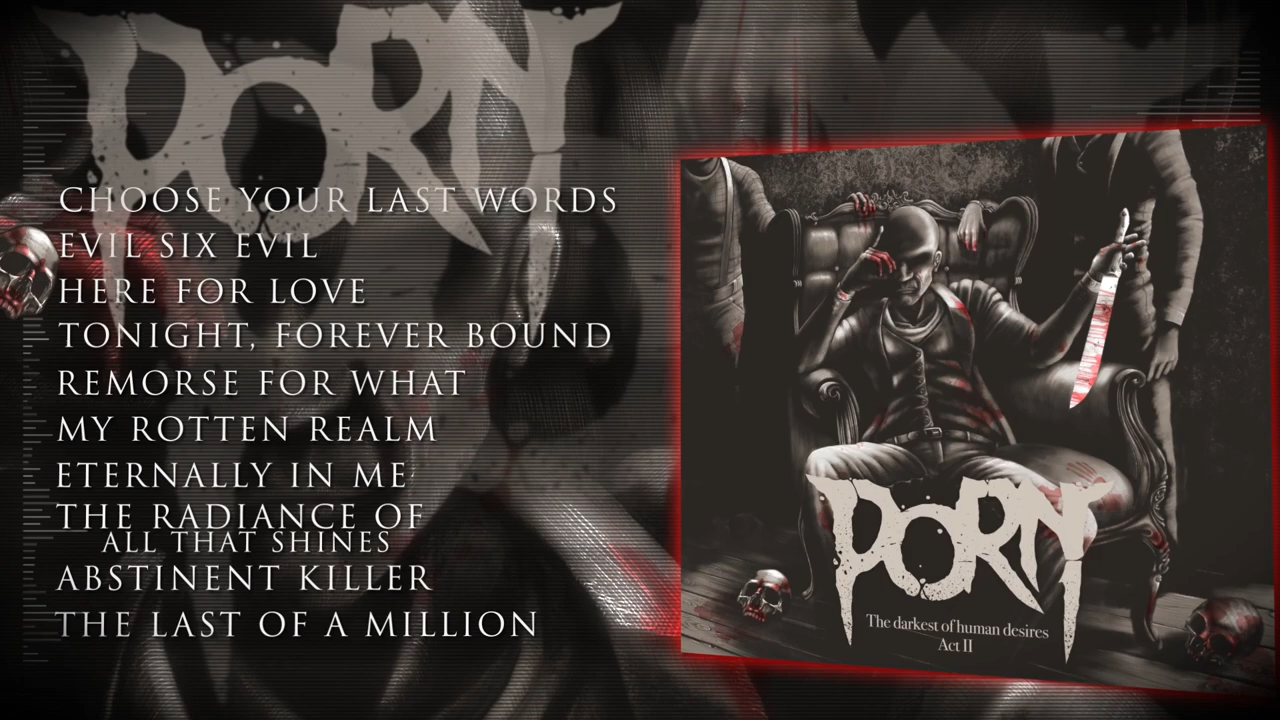 PORN
CHOOSE YOUR LAST WORDS
EVIL SIX EVIL
HERE FOR LOVE
TONIGHT, FOREVER BOUND
REMORSE FOR WHAT
MY ROTTEN REALM
ETERNALLY IN ME
THE RADIANCE OF
ALL THAT SHINES
ABSTINENT KILLER
THE LAST OF A MILLION
PORN
The darkest of human desires
Act II